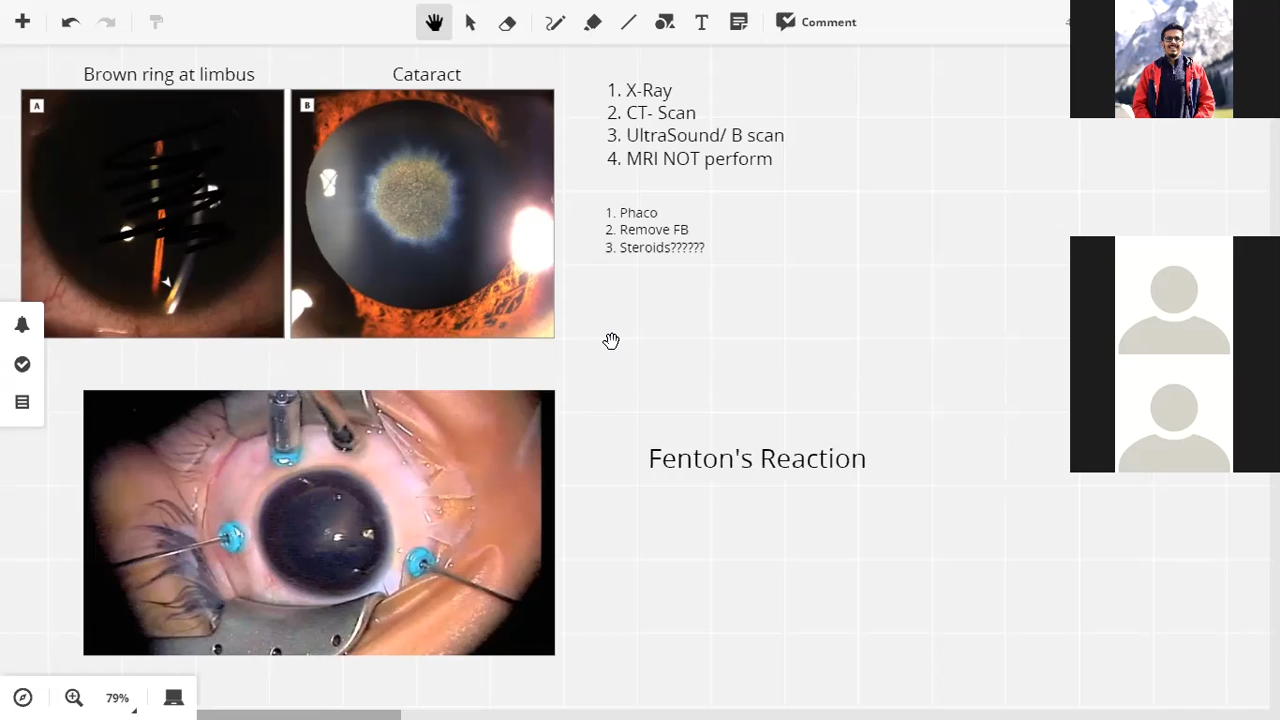 Comment
Brown ring at limbus
Cataract
A
B
1. X-Ray
2. CT- Scan
3. UltraSound/ B scan
4. MRI NOT perform
1. Phaco
2. Remove FB
3. Steroids??????
Fenton's Reaction
79%